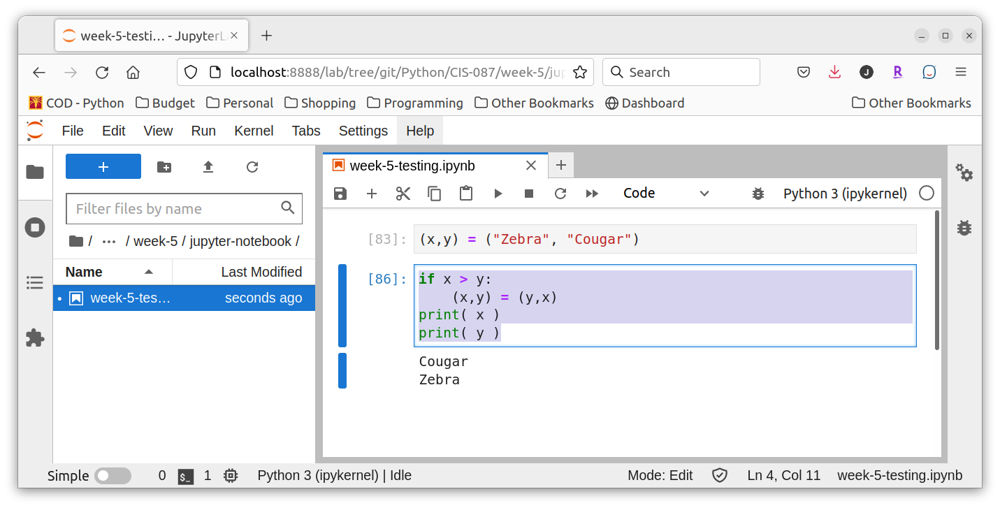 week-5-testi… - JupyterL
localhost:8888/lab/tree/git/Python/CIS-087/week-5/jup
Search
J
R
COD - Python
Budget
Personal
Shopping
Programming
Other Bookmarks
Dashboard
Other Bookmarks
File
Edit
View
Run
Kernel
Tabs
Settings
Help
week-5-testing.ipynb
Filter files by name
Code
Python 3 (ipykernel)
/ … / week-5 / jupyter-notebook /
Name
Last Modified
week-5-tes…
seconds ago
[83]:
(x,y) = ("Zebra", "Cougar")
[86]:
if x > y:
    (x,y) = (y,x)
print( x )
print( y )
Cougar
Zebra
Simple
0
$_
1
Python 3 (ipykernel) | Idle
Mode: Edit
Ln 4, Col 11
week-5-testing.ipynb